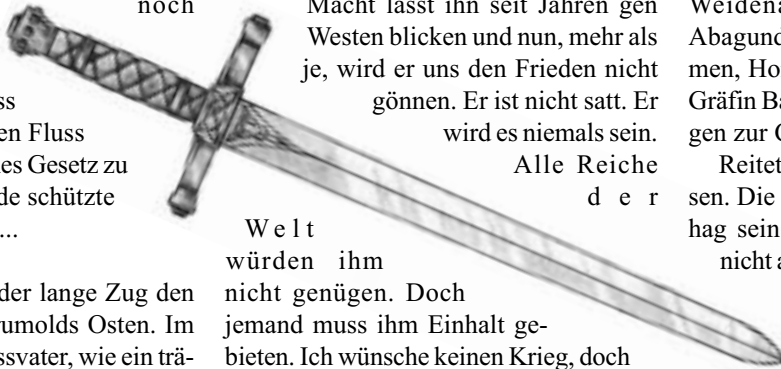 noch
ss
en Fluss
es Gesetz zu
de schützte
...
der lange Zug den
rumolds Osten. Im
ssvater, wie ein trä-
Macht lässt ihn seit Jahren gen
Westen blicken und nun, mehr als
je, wird er uns den Frieden nicht
gönnen. Er ist nicht satt. Er
wird es niemals sein.
Alle Reiche
der
Welt
würden ihm
nicht genügen. Doch
jemand muss ihm Einhalt ge-
bieten. Ich wünsche keinen Krieg, doch
Weidena
Abagund
men, Ho
Gräfin Ba
gen zur
Reitet
sen. Die
hag sein
nicht a